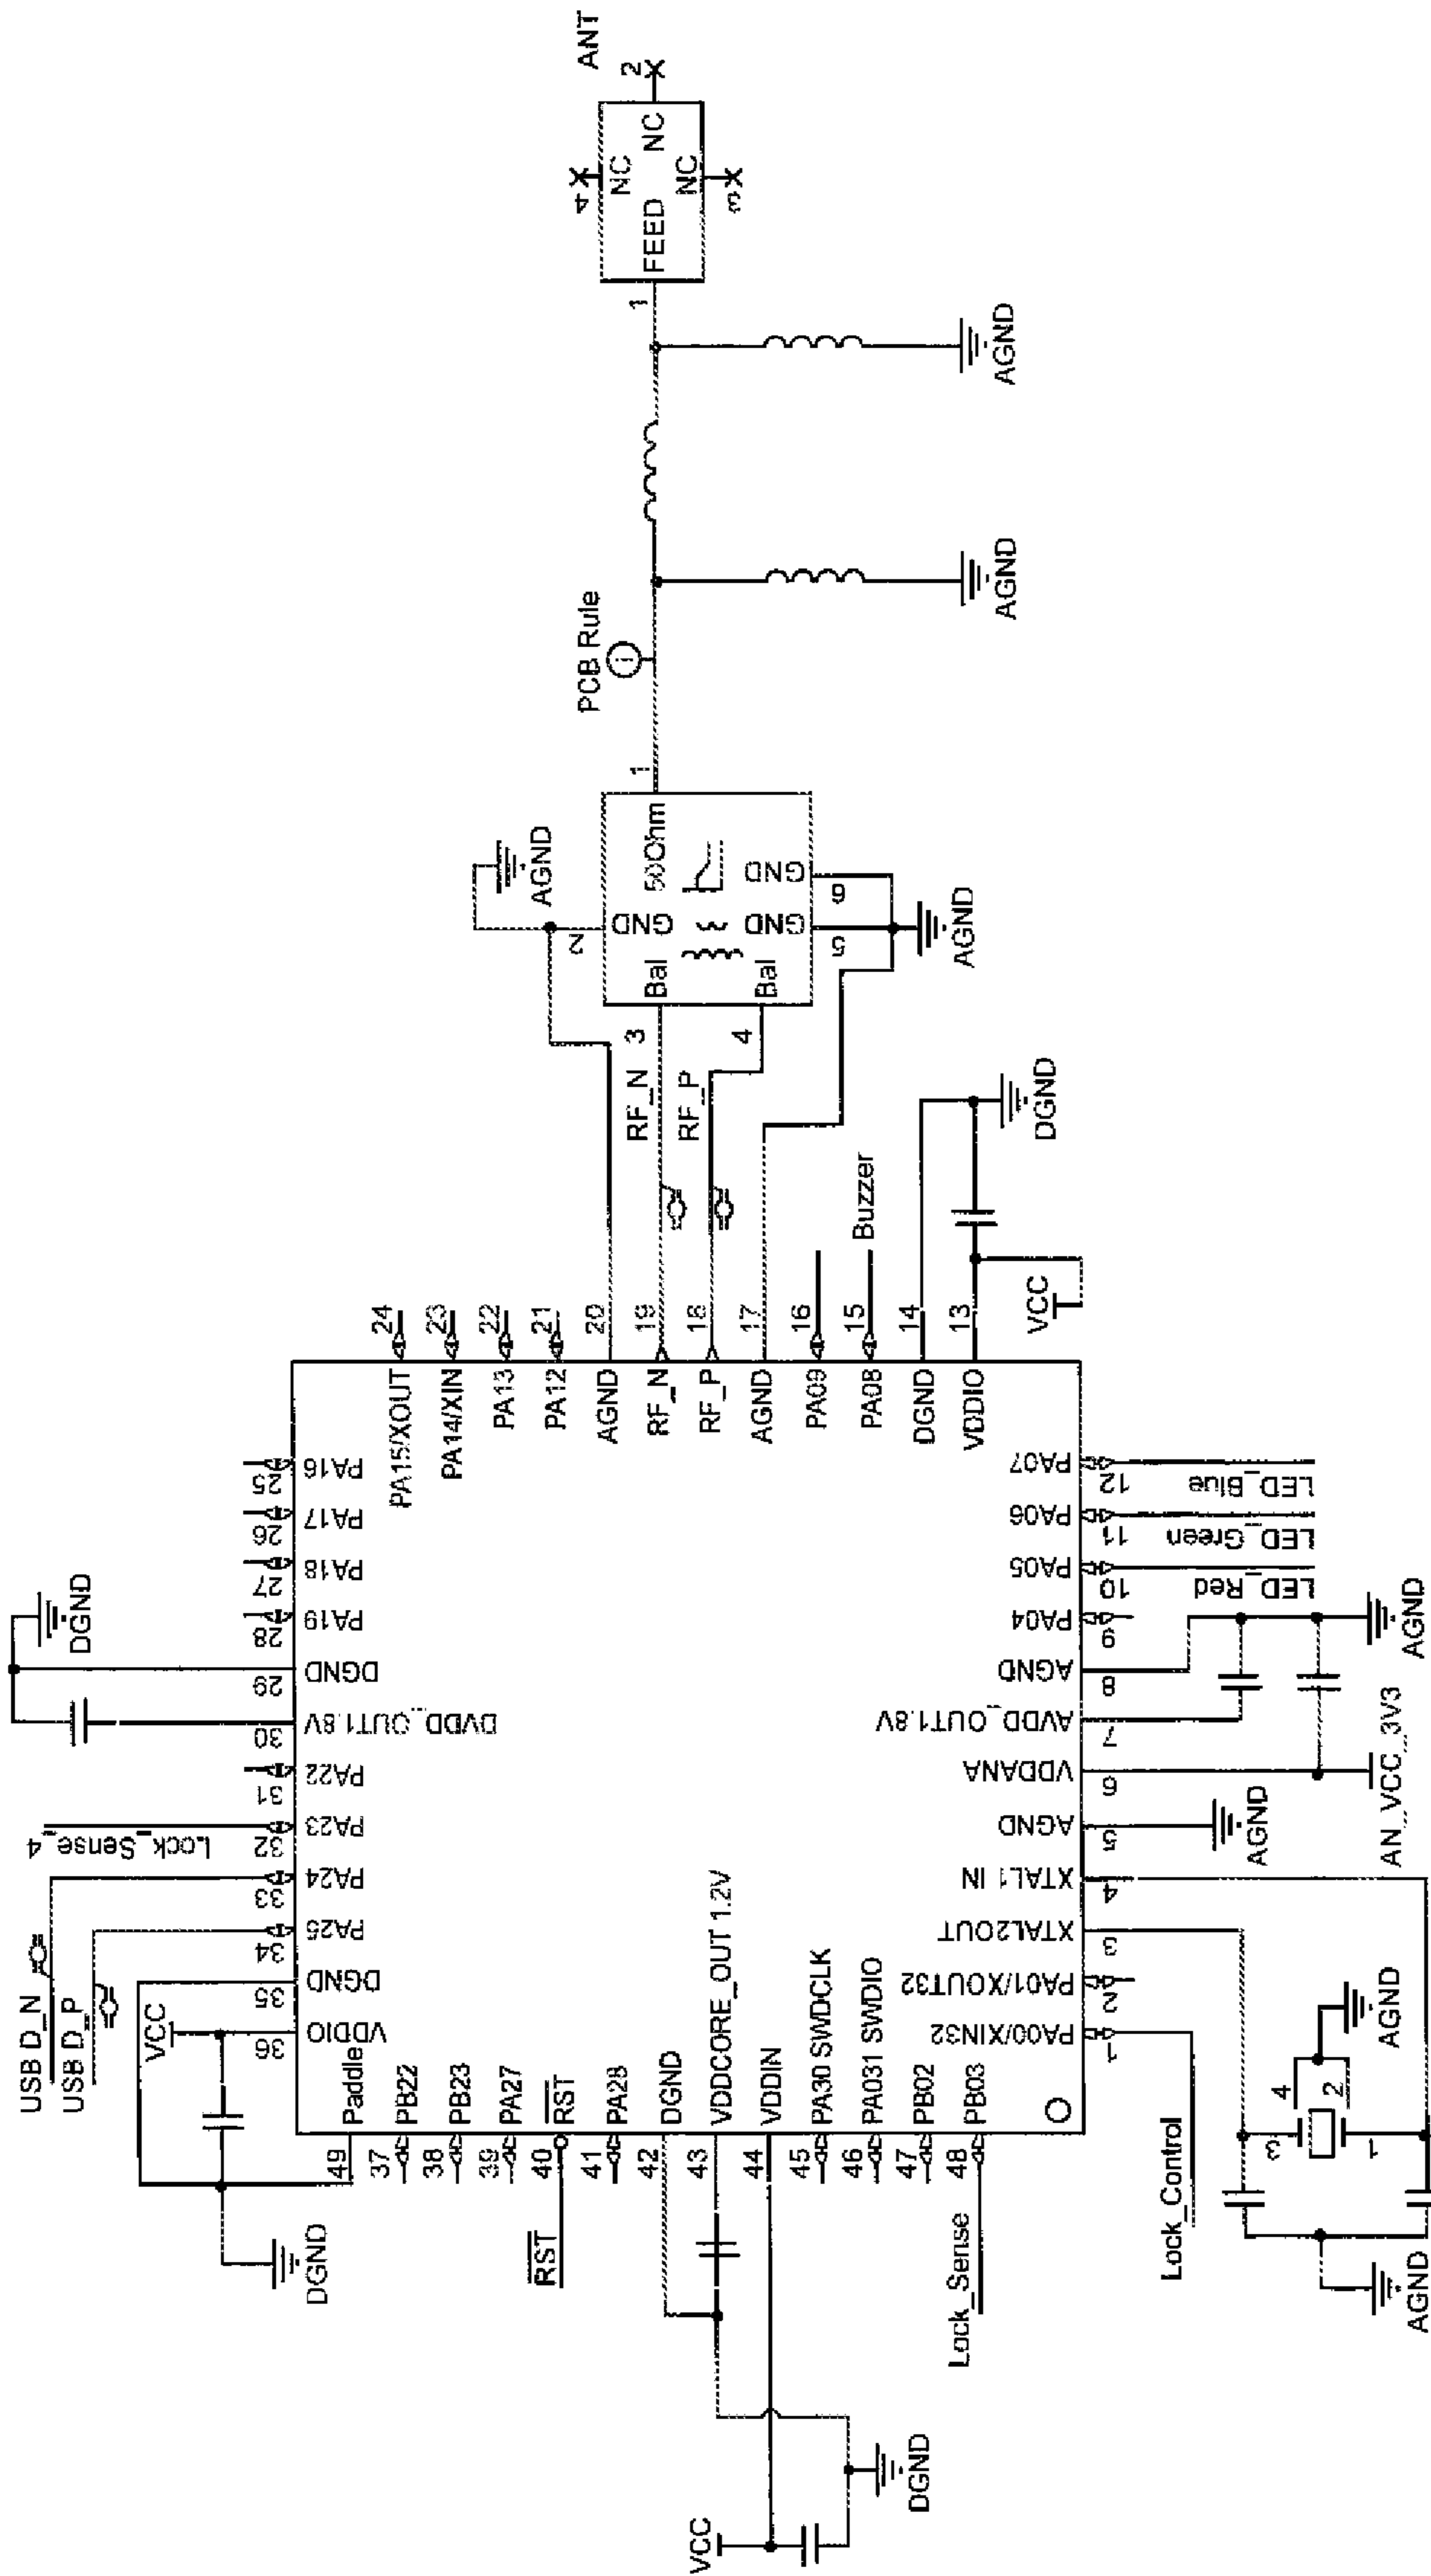 ANT
2
4
NC
NC
NC
3
FEED
1
AGND
AGND
PCB Rule
i
1
50Ohm
AGND
2
GND
GND
6
GND
5
AGND
Bal
Bal
3
4
RF_N
RF_P
DGND
Buzzer
VCC
24
23
22
21
20
19
18
17
16
15
14
13
PA15/XOUT
PA14/XIN
PA13
PA12
AGND
RF_N
RF_P
AGND
PA09
PA08
DGND
VDDIO
25 PA16
26 PA17
27 PA18
28 PA19
29 DGND
30 DVDD_OUT1.8V
31 PA22
32 PA23
33 PA24
34 PA25
35 DGND
36 VDDIO
DGND
Lock_Sense_4
USB D_N
USB D_P
VCC
DGND
PA07 12 LED_Blue
PA06 11 LED_Green
PA05 10 LED_Red
PA04 9
AGND 8
AVDD_OUT1.8V 7
VDDANA 6
AGND 5
XTAL1 IN 4
XTAL2OUT 3
PA01/XOUT32 2
PA00/XIN32 1
AGND
AN_VCC_3V3
AGND
AGND
4
2
3
1
AGND
Lock_Control
Paddle
PB22
PB23
PA27
RST
PA28
DGND
VDDCORE_OUT 1.2V
VDDIN
PA30 SWDCLK
PA031 SWDIO
PB02
PB03
49
37
38
39
40
41
42
43
44
45
46
47
48
RST
Lock_Sense
DGND
VCC